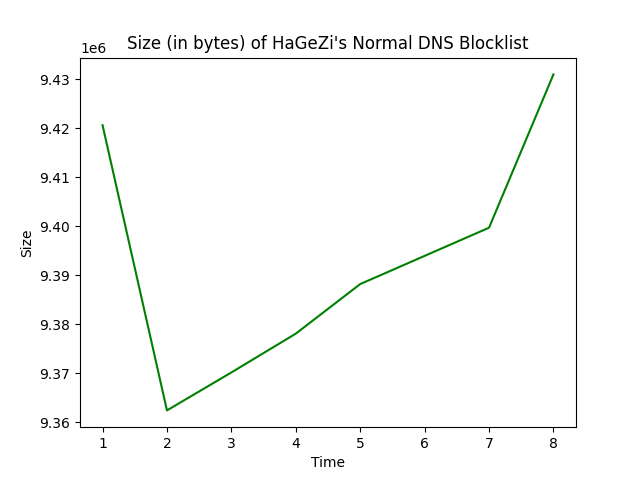 Size (in bytes) of HaGeZi's Normal DNS Blocklist
1e6
9.43
9.42
9.41
9.40
9.39
9.38
9.37
9.36
Size
1 2 3 4 5 6 7 8
Time